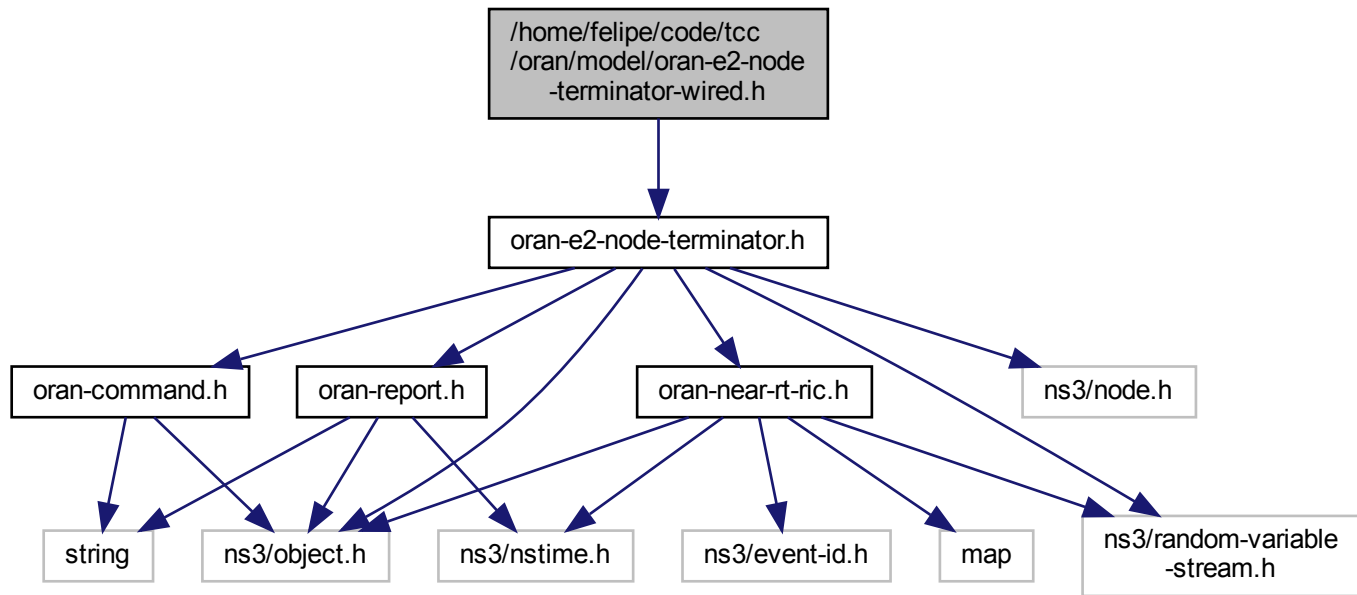 /home/felipe/code/tcc
/oran/model/oran-e2-node
-terminator-wired.h
oran-e2-node-terminator.h
oran-command.h
oran-report.h
oran-near-rt-ric.h
ns3/node.h
string
ns3/object.h
ns3/nstime.h
ns3/event-id.h
map
ns3/random-variable
-stream.h